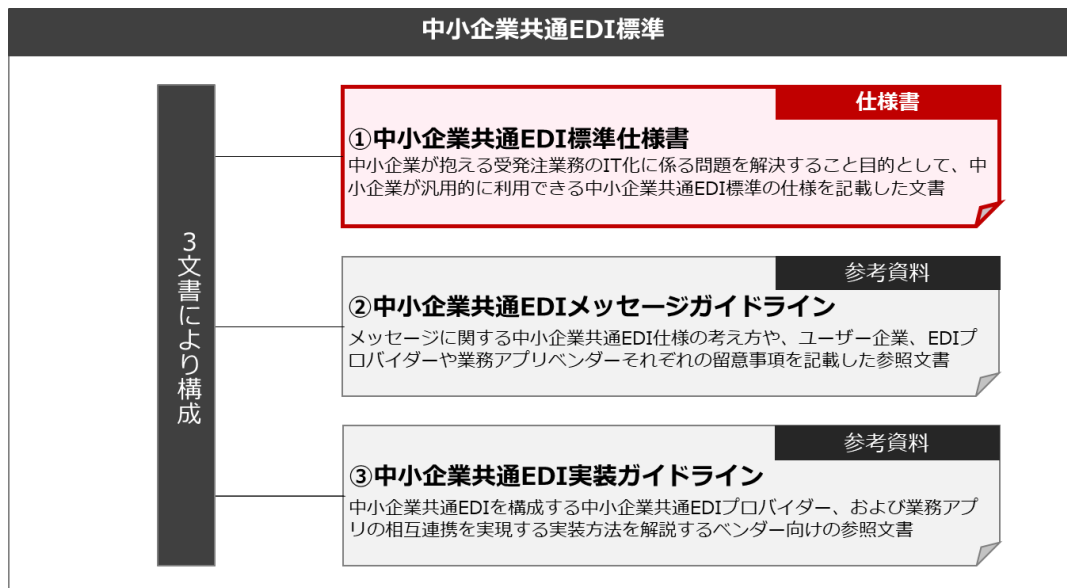 中小企業共通EDI標準
3文書により構成
仕様書
①中小企業共通EDI標準仕様書
中小企業が抱える受発注業務のIT化に係る問題を解決すること目的として、中
小企業が汎用的に利用できる中小企業共通EDI標準の仕様を記載した文書
参考資料
②中小企業共通EDIメッセージガイドライン
メッセージに関する中小企業共通EDI仕様の考え方や、ユーザー企業、EDIプ
ロバイダーや業務アプリベンダーそれぞれの留意事項を記載した参照文書
参考資料
③中小企業共通EDI実装ガイドライン
中小企業共通EDIを構成する中小企業共通EDIプロバイダー、および業務アプ
リの相互連携を実現する実装方法を解説するベンダー向けの参照文書